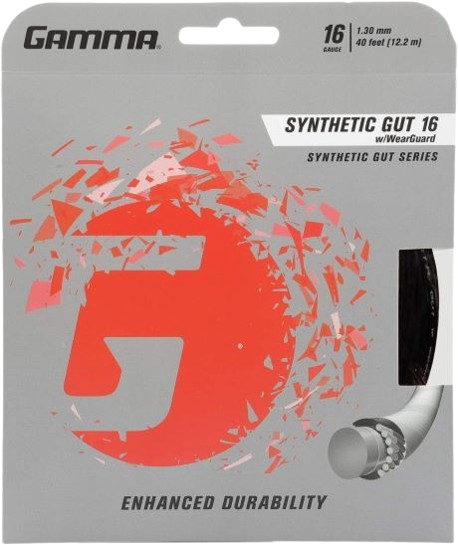 GAMMA®
16 GAUGE
1.30 mm
40 feet (12.2 m)
SYNTHETIC GUT 16
w/WearGuard
SYNTHETIC GUT SERIES
G
®
ENHANCED DURABILITY